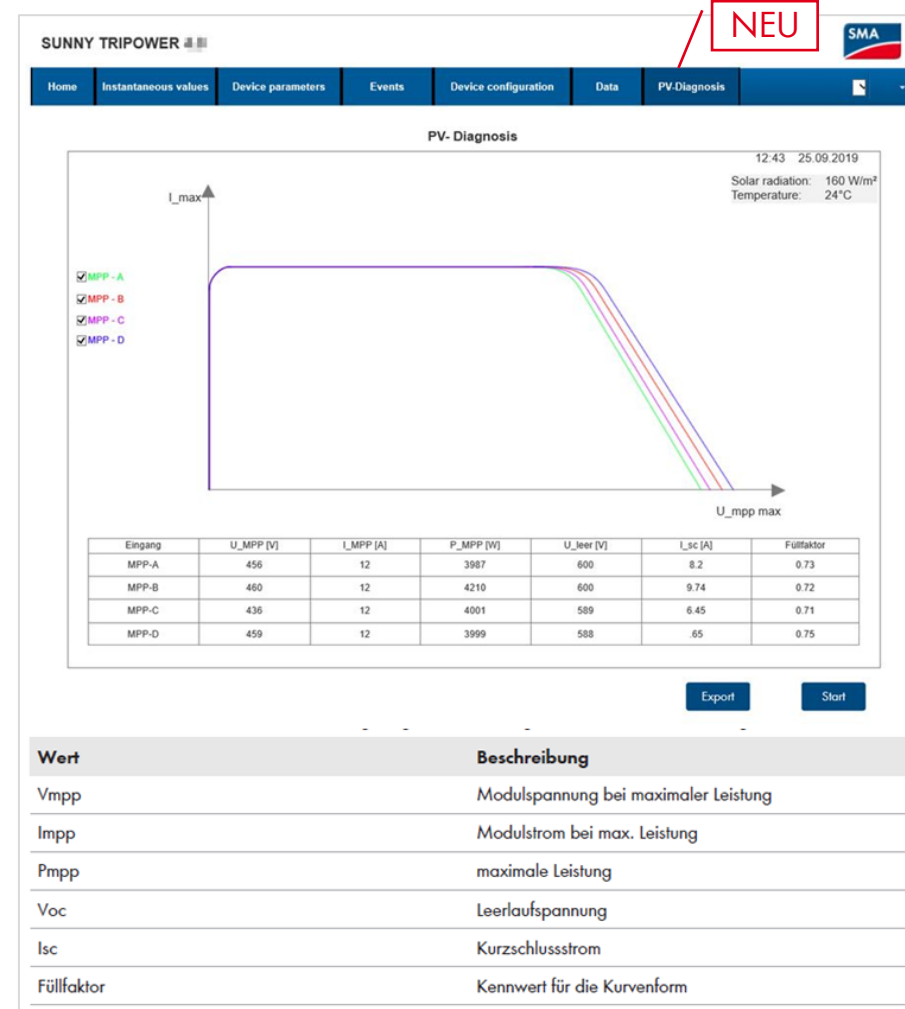 NEU
SUNNY TRIPOWER
SMA
Home Instantaneous values Device parameters Events Device configuration Data PV-Diagnosis
PV- Diagnosis
12:43 25.09.2019
Solar radiation: 160 W/m²
Temperature: 24°C
I_max
MPP - A
MPP - B
MPP - C
MPP - D
U_mpp max
Eingang U_MPP [V] I_MPP [A] P_MPP [W] U_leer [V] I_sc [A] Füllfaktor
MPP-A 456 12 3987 600 8.2 0.73
MPP-B 460 12 4210 600 9.74 0.72
MPP-C 436 12 4001 589 6.45 0.71
MPP-D 459 12 3999 588 .65 0.75
Export Start
Wert Beschreibung
Vmpp Modulspannung bei maximaler Leistung
Impp Modulstrom bei max. Leistung
Pmpp maximale Leistung
Voc Leerlaufspannung
Isc Kurzschlussstrom
Füllfaktor Kennwert für die Kurvenform